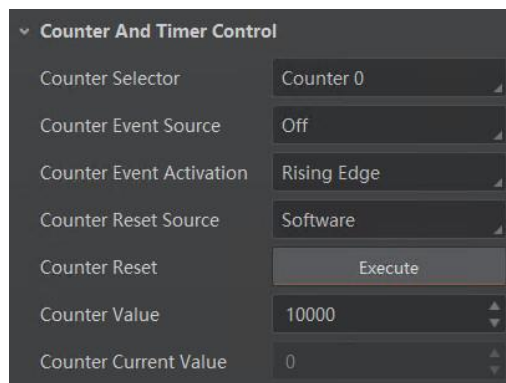 Counter And Timer Control
Counter Selector Counter 0
Counter Event Source Off
Counter Event Activation Rising Edge
Counter Reset Source Software
Counter Reset Execute
Counter Value 10000
Counter Current Value 0